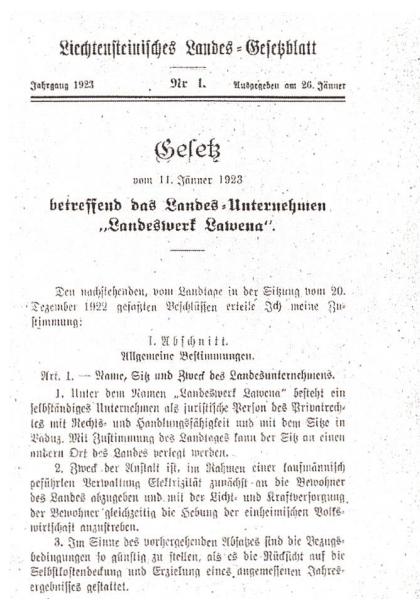 Liechtensteinisches Landes-Gesetzblatt
Jahrgang 1923 Nr 1. Ausgegeben am 26. Jänner
Gesetz
vom 11. Jänner 1923
betreffend das Landes-Unternehmen
„Landeswerk Lawena“.
Den nachstehenden, vom Landtage in der Sitzung vom 20.
Dezember 1922 gefaßten Beschlüssen erteile Ich meine Zu-
stimmung:
I. Abschnitt.
Allgemeine Bestimmungen.
Art. 1. — Name, Sitz und Zweck des Landesunternehmens.
1. Unter dem Namen „Landeswerk Lawena“ besteht ein
selbständiges Unternehmen als juristische Person des Privatrech-
tes mit Rechts- und Handlungsfähigkeit und mit dem Sitze in
Vaduz. Mit Zustimmung des Landtages kann der Sitz an einen
andern Ort des Landes verlegt werden.
2. Zweck der Anstalt ist, im Rahmen einer kaufmännisch
geführten Verwaltung Elektrizität zunächst an die Bewohner
des Landes abzugeben und mit der Licht- und Kraftversorgung
der Bewohner gleichzeitig die Hebung der einheimischen Volks-
wirtschaft anzustreben.
3. Im Sinne des vorhergehenden Absatzes sind die Bezugs-
bedingungen so günstig zu stellen, als es die Rücksicht auf die
Selbstkostendeckung und Erzielung eines angemessenen Jahres-
ergebnisses gestattet.